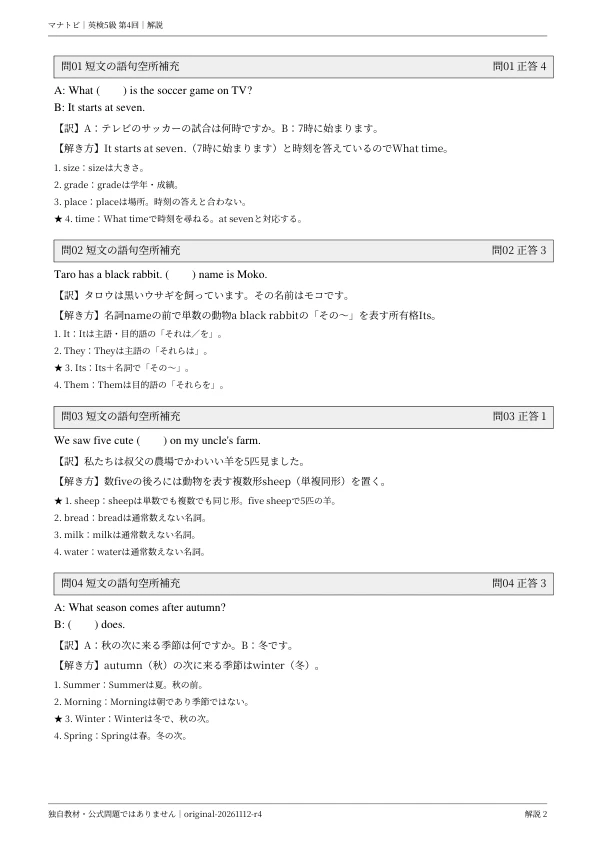 マナトビ｜英検5級 第4回｜解説
問01 短文の語句空所補充 問01 正答 4
A: What (  ) is the soccer game on TV?
B: It starts at seven.
【訳】A：テレビのサッカーの試合は何時ですか。B：7時に始まります。
【解き方】It starts at seven.（7時に始まります）と時刻を答えているのでWhat time。
1. size：sizeは大きさ。
2. grade：gradeは学年・成績。
3. place：placeは場所。時刻の答えと合わない。
★ 4. time：What timeで時刻を尋ねる。at sevenと対応する。
問02 短文の語句空所補充 問02 正答 3
Taro has a black rabbit. (  ) name is Moko.
【訳】タロウは黒いウサギを飼っています。その名前はモコです。
【解き方】名詞nameの前で単数の動物a black rabbitの「その〜」を表す所有格Its。
1. It：Itは主語・目的語の「それは／を」。
2. They：Theyは主語の「それらは」。
★ 3. Its：Its＋名詞で「その〜」。
4. Them：Themは目的語の「それらを」。
問03 短文の語句空所補充 問03 正答 1
We saw five cute (  ) on my uncle's farm.
【訳】私たちは叔父の農場でかわいい羊を5匹見ました。
【解き方】数fiveの後ろには動物を表す複数形sheep（単複同形）を置く。
★ 1. sheep：sheepは単数でも複数でも同じ形。five sheepで5匹の羊。
2. bread：breadは通常数えない名詞。
3. milk：milkは通常数えない名詞。
4. water：waterは通常数えない名詞。
問04 短文の語句空所補充 問04 正答 3
A: What season comes after autumn?
B: (  ) does.
【訳】A：秋の次に来る季節は何ですか。B：冬です。
【解き方】autumn（秋）の次に来る季節はwinter（冬）。
1. Summer：Summerは夏。秋の前。
2. Morning：Morningは朝であり季節ではない。
★ 3. Winter：Winterは冬で、秋の次。
4. Spring：Springは春。冬の次。
独自教材・公式問題ではありません｜original-20261112-r4 解説 2